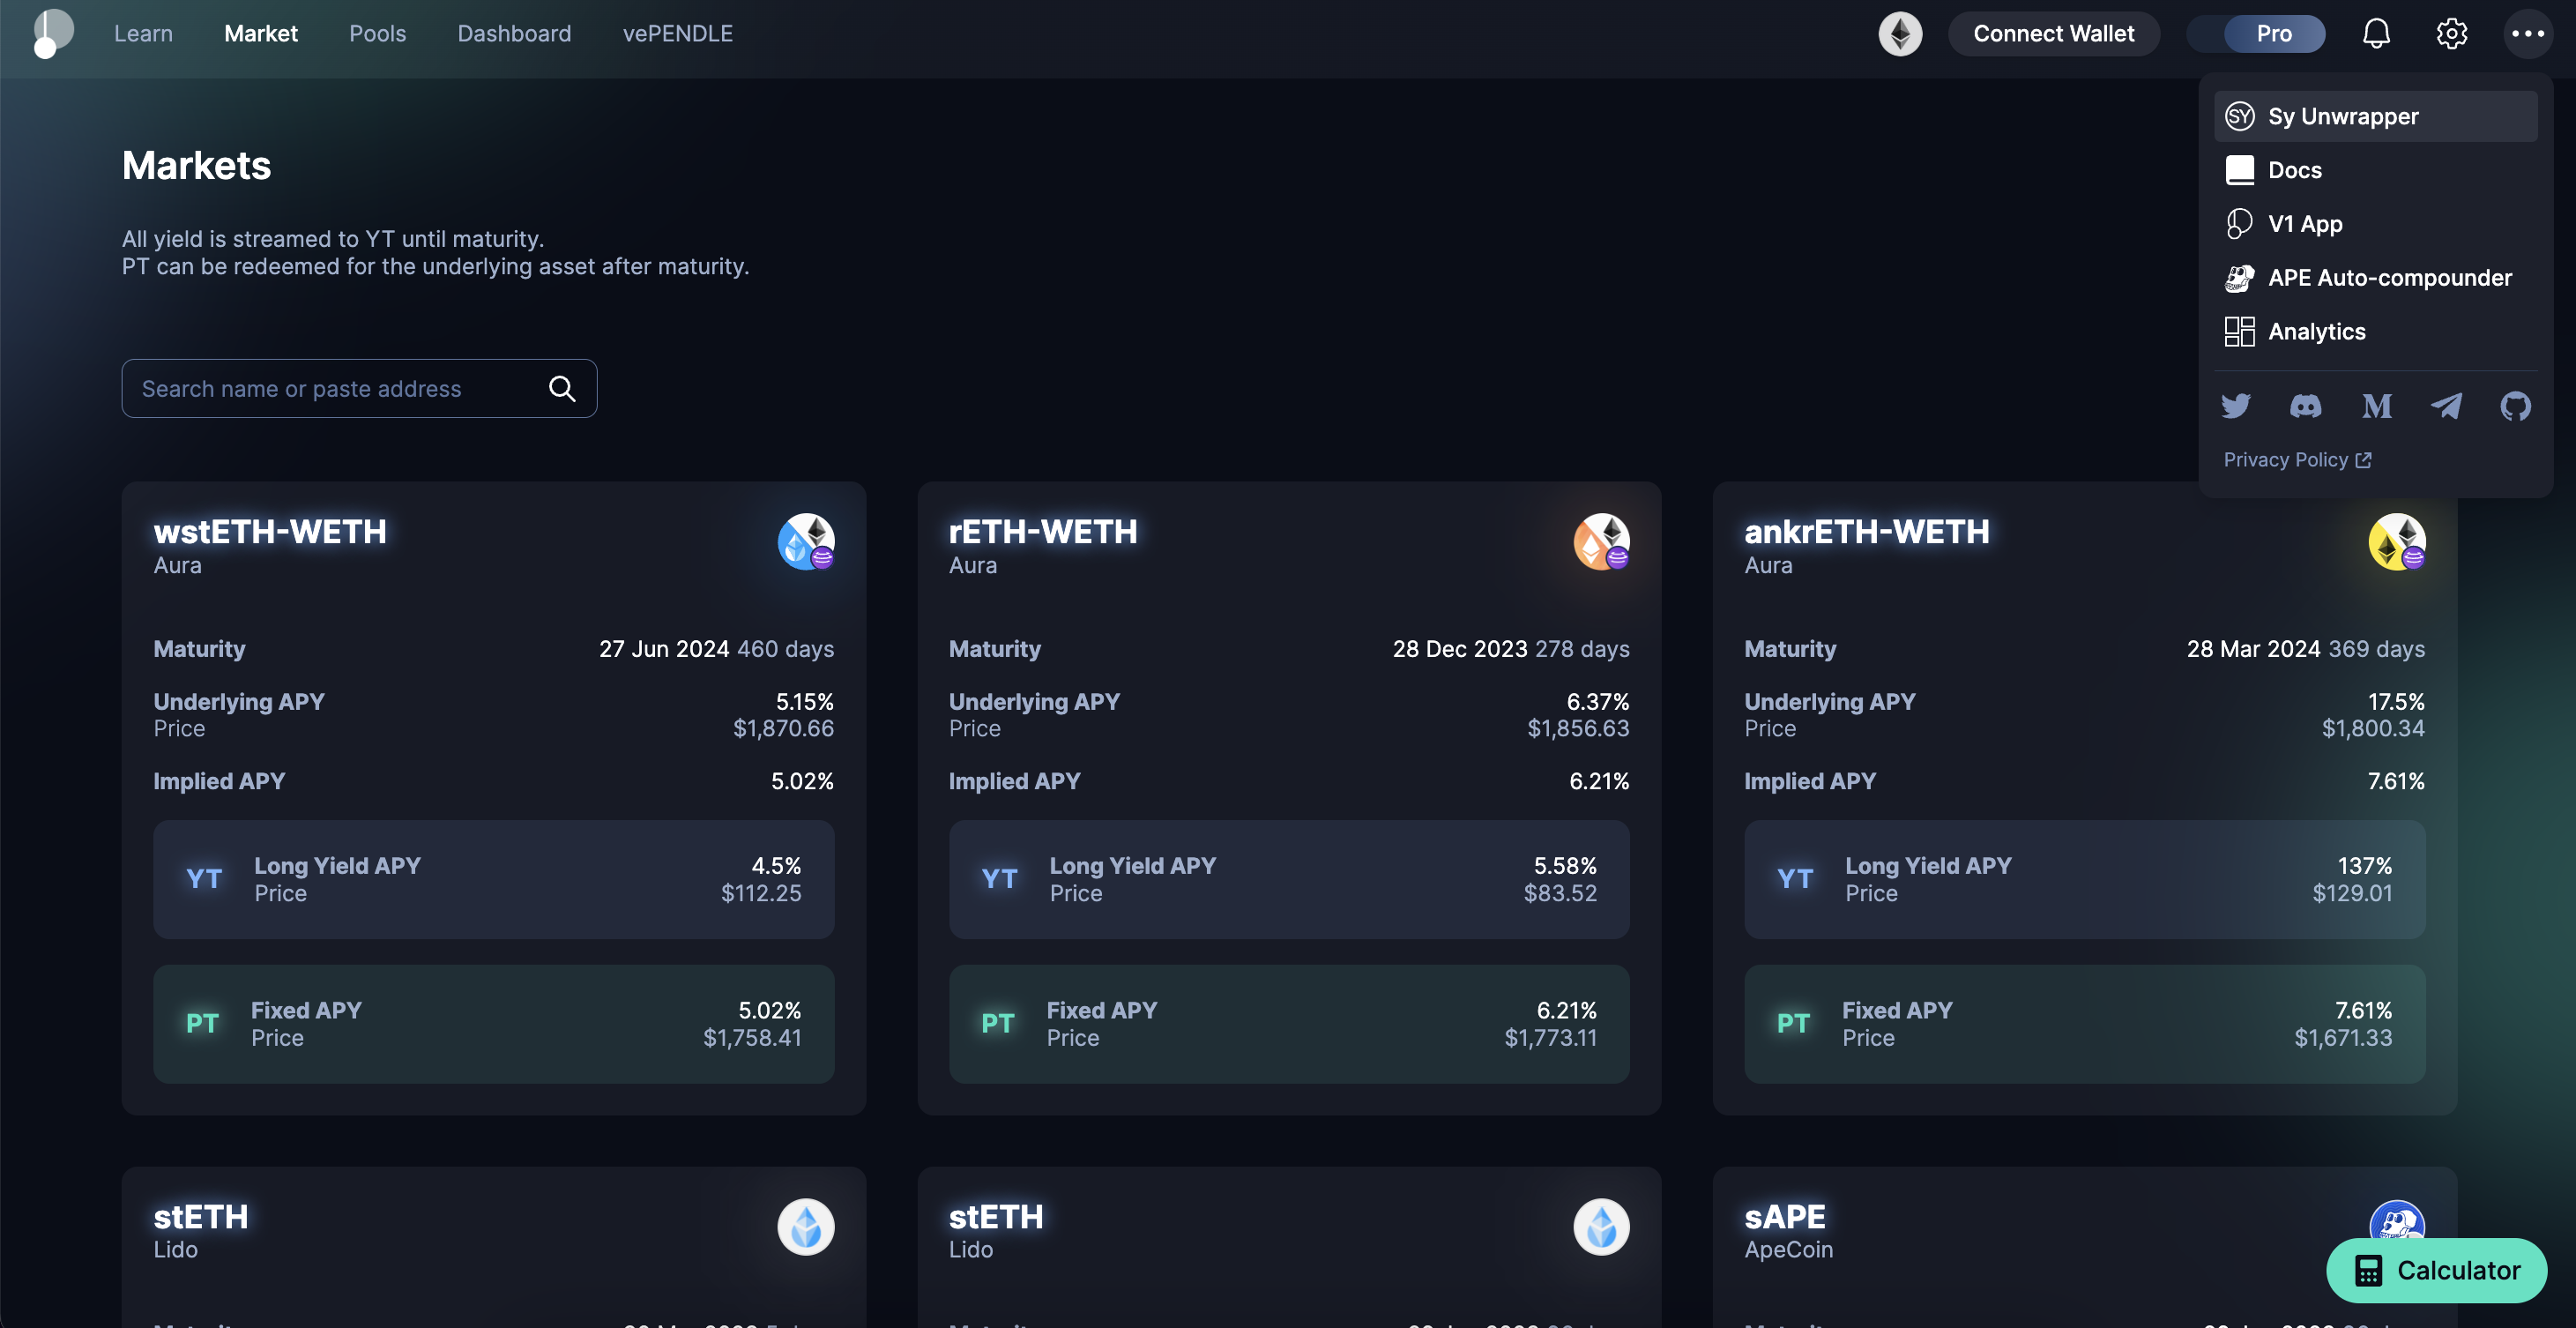 Learn Market Pools Dashboard vePENDLE Connect Wallet Pro
SY Sy Unwrapper
Docs
V1 App
APE Auto-compounder
Analytics
Privacy Policy
Markets
All yield is streamed to YT until maturity.
PT can be redeemed for the underlying asset after maturity.
Search name or paste address
wstETH-WETH
Aura
Maturity 27 Jun 2024 460 days
Underlying APY 5.15%
Price $1,870.66
Implied APY 5.02%
YT
Long Yield APY 4.5%
Price $112.25
PT
Fixed APY 5.02%
Price $1,758.41
rETH-WETH
Aura
Maturity 28 Dec 2023 278 days
Underlying APY 6.37%
Price $1,856.63
Implied APY 6.21%
YT
Long Yield APY 5.58%
Price $83.52
PT
Fixed APY 6.21%
Price $1,773.11
ankrETH-WETH
Aura
Maturity 28 Mar 2024 369 days
Underlying APY 17.5%
Price $1,800.34
Implied APY 7.61%
YT
Long Yield APY 137%
Price $129.01
PT
Fixed APY 7.61%
Price $1,671.33
stETH
Lido
stETH
Lido
sAPE
ApeCoin
Calculator